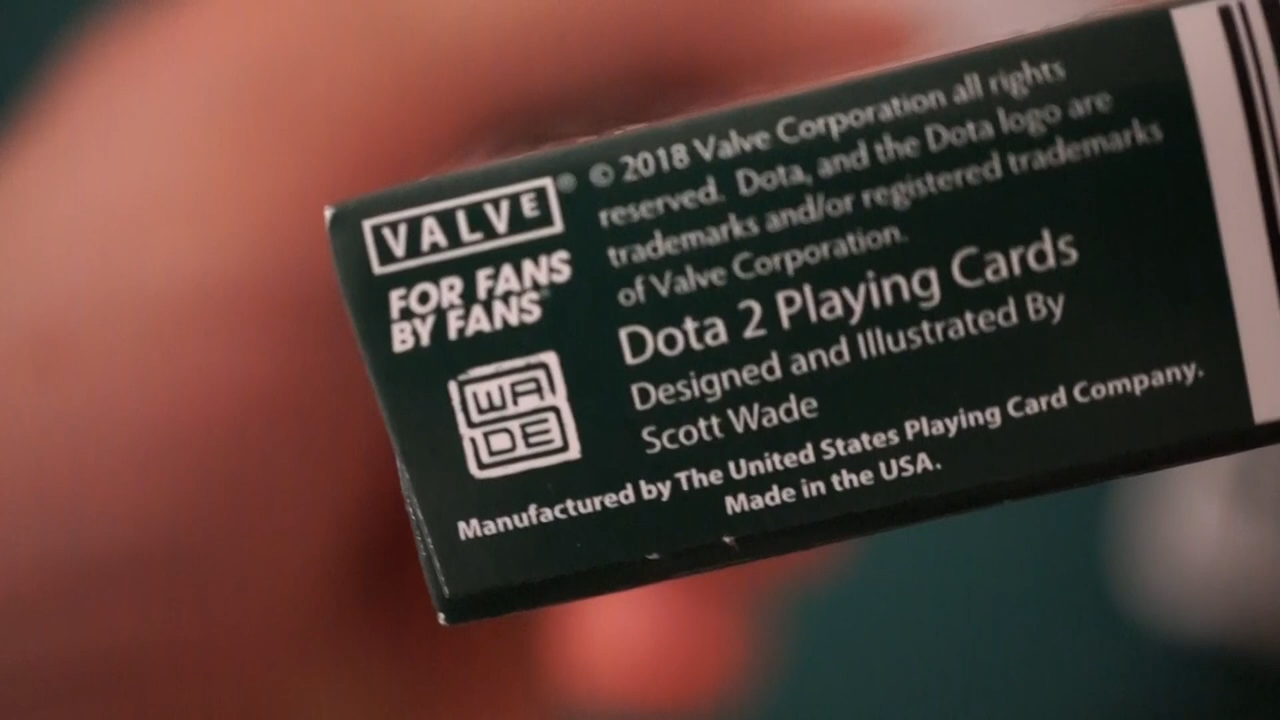 VALVE®
FOR FANS
BY FANS
WA
DE
© 2018 Valve Corporation all rights
reserved. Dota, and the Dota logo are
trademarks and/or registered trademarks
of Valve Corporation.
Dota 2 Playing Cards
Designed and Illustrated By
Scott Wade
Manufactured by The United States Playing Card Company.
Made in the USA.